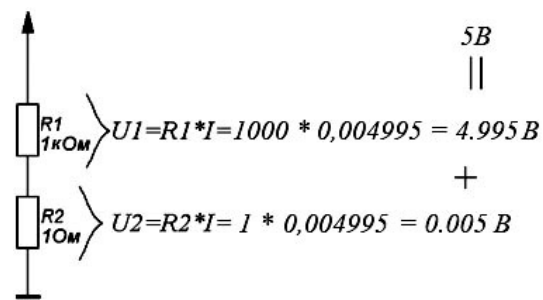 5В
||
R1
1кОм
U1=R1*I=1000 * 0,004995 = 4.995 В
+
R2
1Ом
U2=R2*I= 1 * 0,004995 = 0.005 В